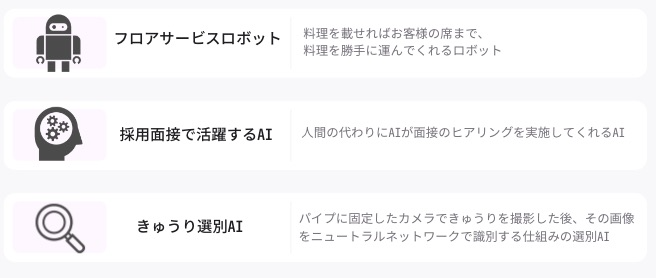 フロアサービスロボット
料理を載せればお客様の席まで、
料理を勝手に運んでくれるロボット
採用面接で活躍するAI
人間の代わりにAIが面接のヒアリングを実施してくれるAI
きゅうり選別AI
パイプに固定したカメラできゅうりを撮影した後、その画像
をニュートラルネットワークで識別する仕組みの選別AI